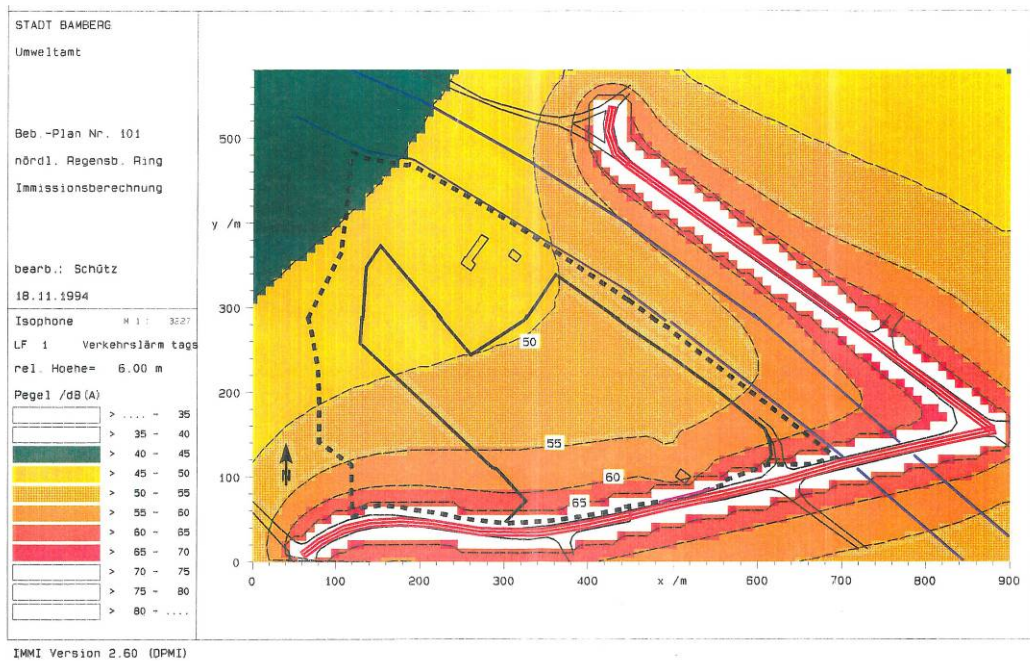 STADT BAMBERG
Umweltamt
Beb.-Plan Nr. 101
nördl. Regensb. Ring
Immissionsberechnung
bearb.: Schütz
18.11.1994
Isophone M 1 : 3227
LF 1 Verkehrslärm tags
rel. Hoehe= 6.00 m
Pegel /dB(A)
> .... - 35
> 35 - 40
> 40 - 45
> 45 - 50
> 50 - 55
> 55 - 60
> 60 - 65
> 65 - 70
> 70 - 75
> 75 - 80
> 80 - ....
500
y /m
300
200
100
0
50
55
60
65
0 100 200 300 400 x /m 600 700 800 900
IMMI Version 2.60 (DPMI)